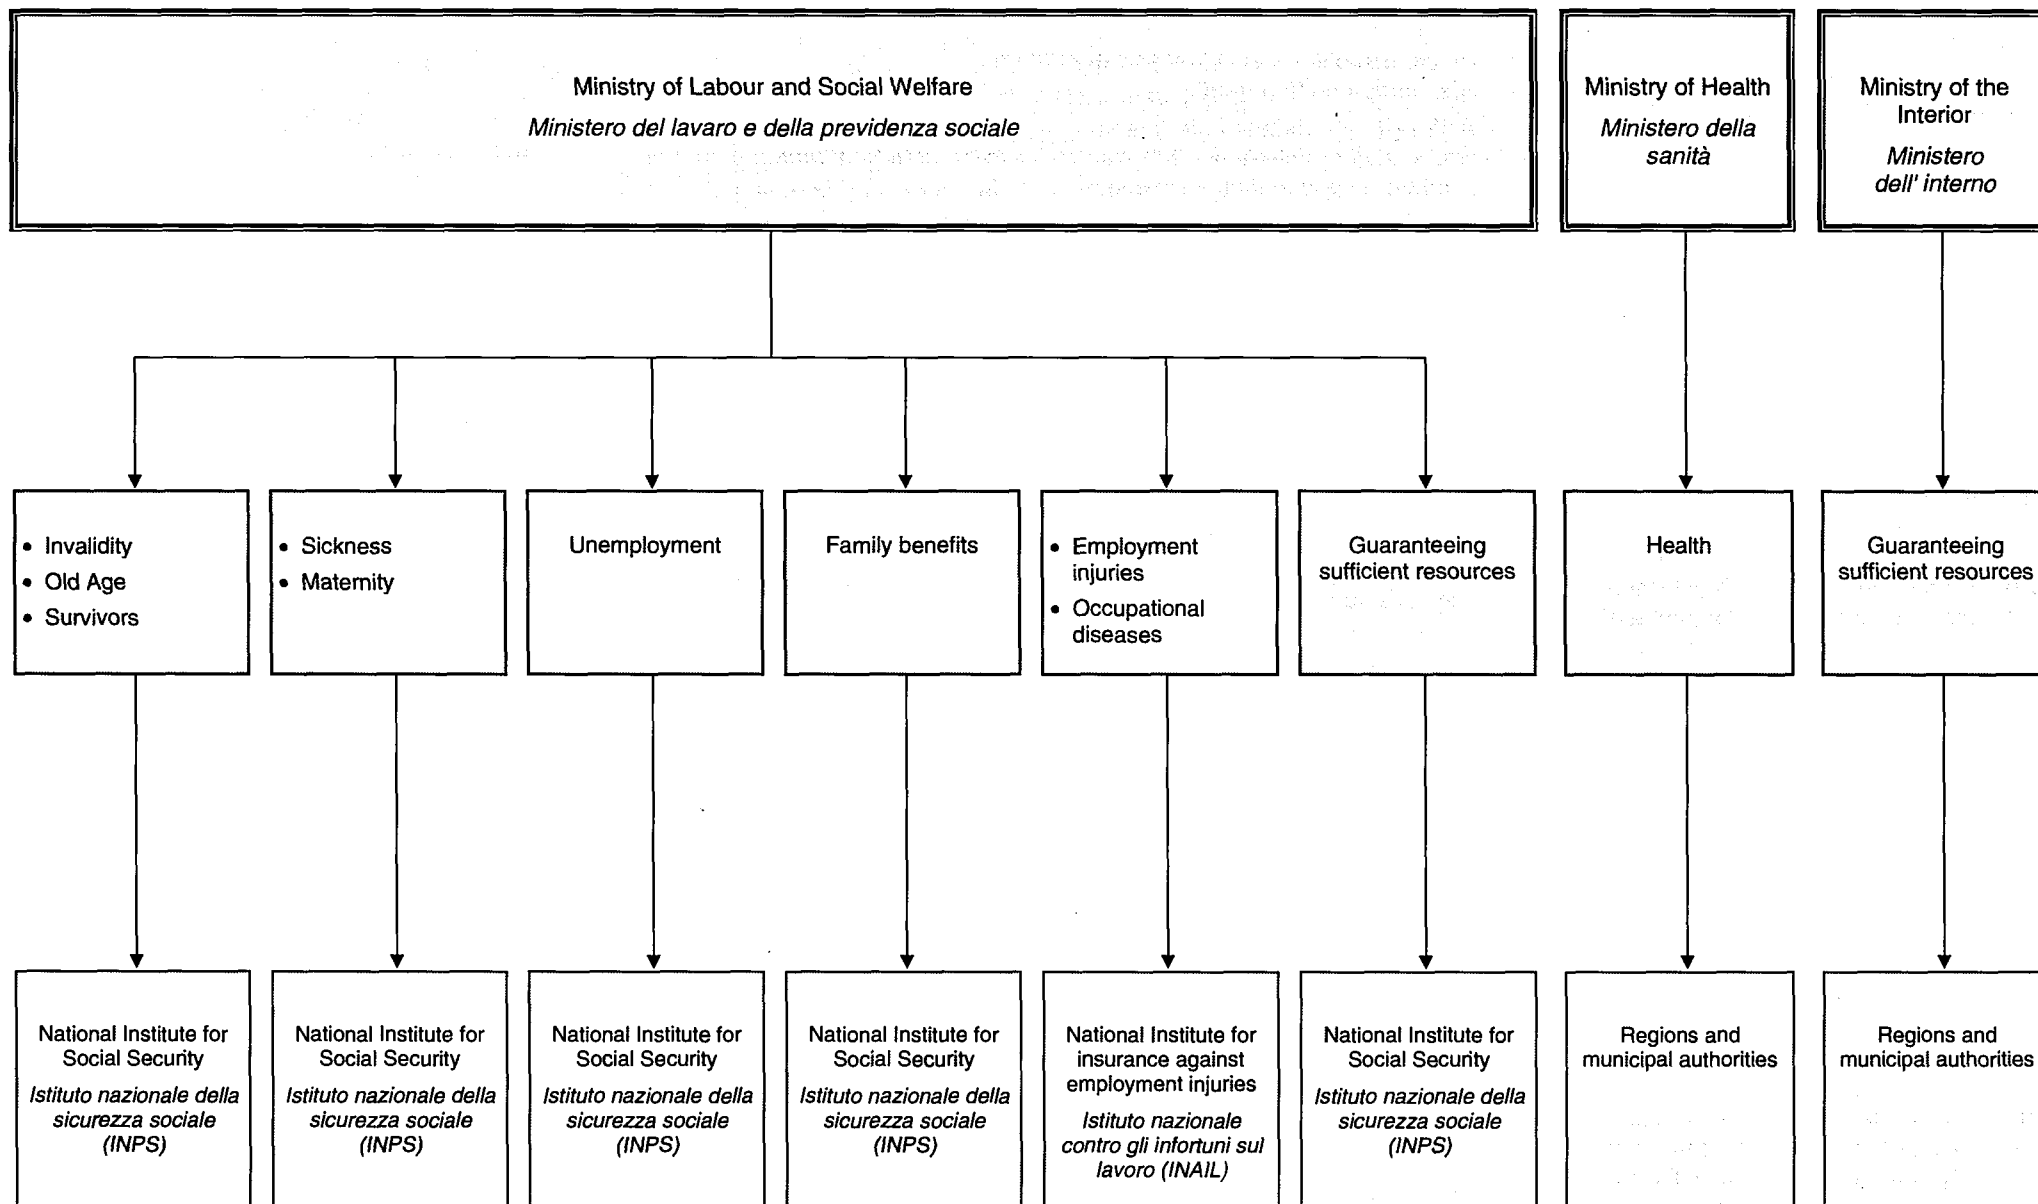 Ministry of Labour and Social Welfare
Ministero del lavaro e della previdenza sociale
Ministry of Health
Ministero della
sanità
Ministry of the
Interior
Ministero
dell' interno
• Invalidity
• Old Age
• Survivors
• Sickness
• Maternity
Unemployment
Family benefits
• Employment
injuries
• Occupational
diseases
Guaranteeing
sufficient resources
Health
Guaranteeing
sufficient resources
National Institute for
Social Security
Istituto nazionale della
sicurezza sociale
(INPS)
National Institute for
Social Security
Istituto nazionale della
sicurezza sociale
(INPS)
National Institute for
Social Security
Istituto nazionale della
sicurezza sociale
(INPS)
National Institute for
Social Security
Istituto nazionale della
sicurezza sociale
(INPS)
National Institute for
insurance against
employment injuries
Istituto nazionale
contro gli infortuni sul
lavoro (INAIL)
National Institute for
Social Security
Istituto nazionale della
sicurezza sociale
(INPS)
Regions and
municipal authorities
Regions and
municipal authorities